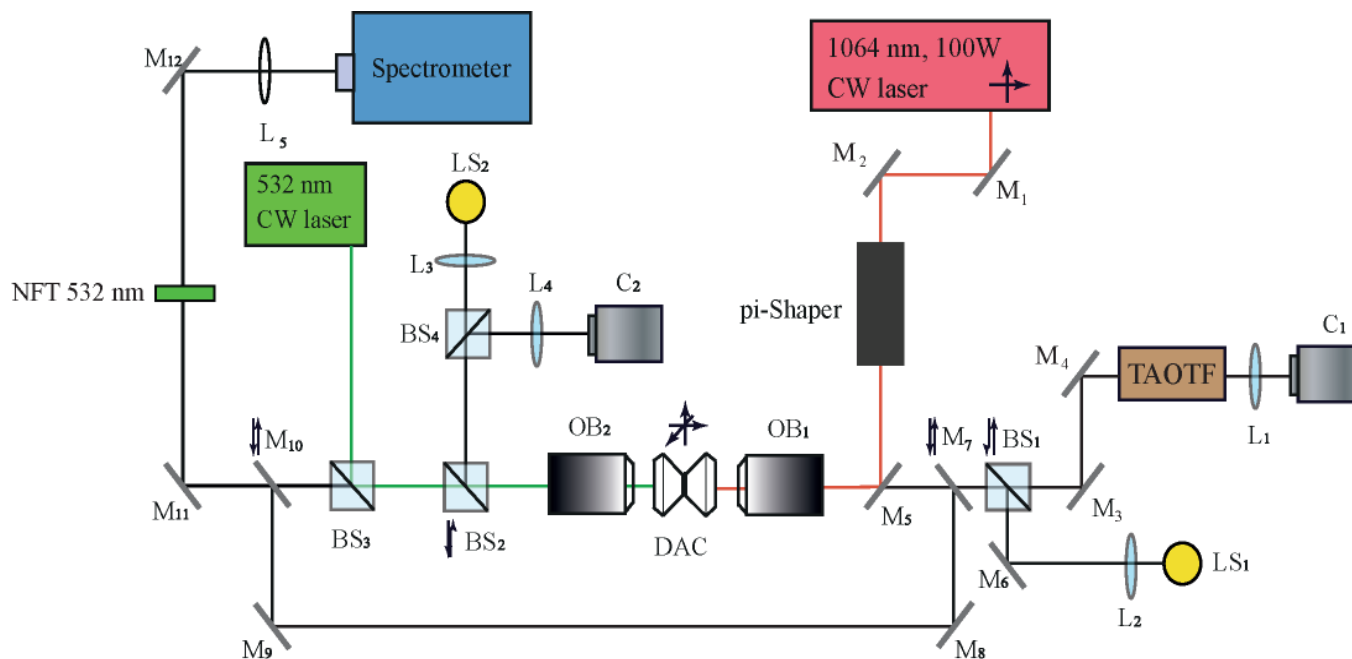 M12
Spectrometer
L5
1064 nm, 100W
CW laser
M2
M1
LS2
532 nm
CW laser
L3
L4
C2
BS4
NFT 532 nm
pi-Shaper
C1
M4
TAOTF
L1
M10
OB2
OB1
M7
BS1
M11
BS3
BS2
DAC
M5
M3
M6
LS1
L2
M9
M8